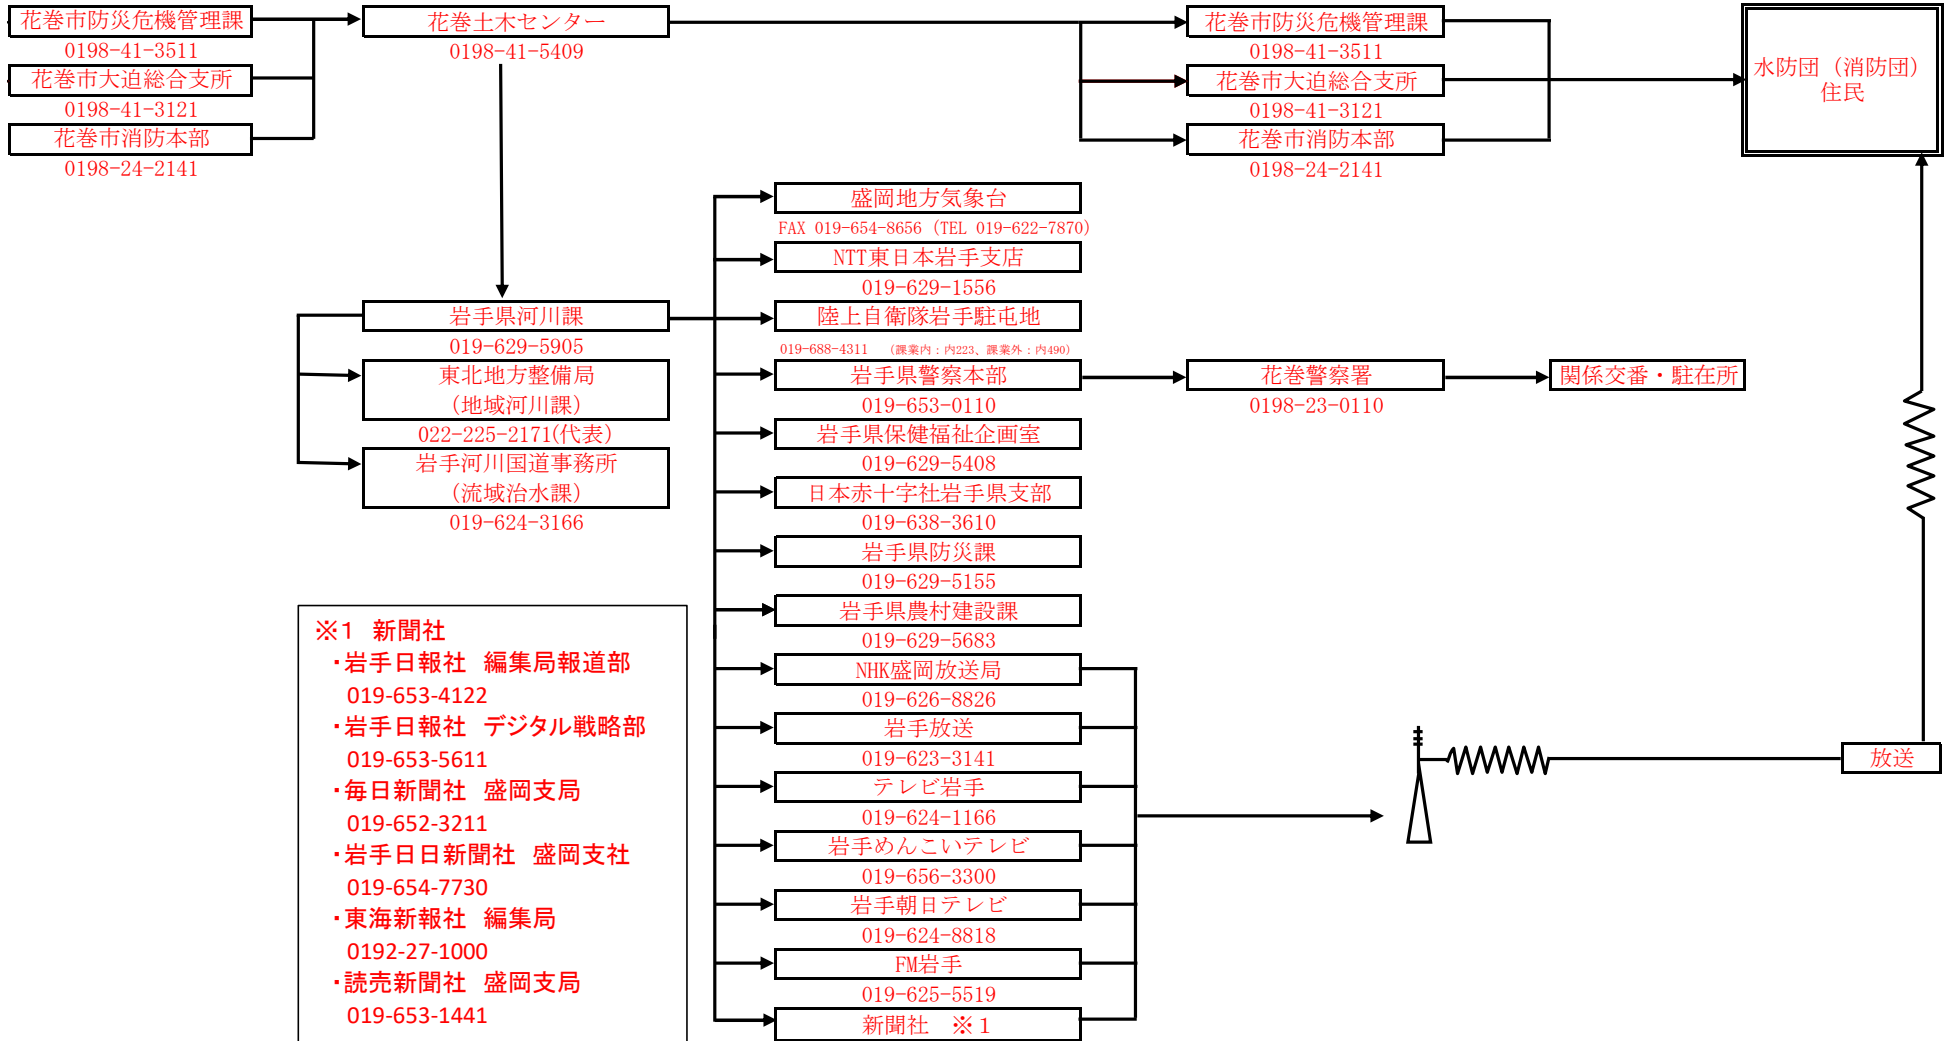 花巻市防災危機管理課
0198-41-3511
花巻市大迫総合支所
0198-41-3121
花巻市消防本部
0198-24-2141
花巻土木センター
0198-41-5409
花巻市防災危機管理課
0198-41-3511
花巻市大迫総合支所
0198-41-3121
花巻市消防本部
0198-24-2141
水防団（消防団）
住民
岩手県河川課
019-629-5905
東北地方整備局
（地域河川課）
022-225-2171(代表)
岩手河川国道事務所
（流域治水課）
019-624-3166
盛岡地方気象台
FAX 019-654-8656（TEL 019-622-7870）
NTT東日本岩手支店
019-629-1556
陸上自衛隊岩手駐屯地
019-688-4311　（課業内：内223、課業外：内490）
岩手県警察本部
019-653-0110
花巻警察署
0198-23-0110
関係交番・駐在所
岩手県保健福祉企画室
019-629-5408
日本赤十字社岩手県支部
019-638-3610
岩手県防災課
019-629-5155
岩手県農村建設課
019-629-5683
NHK盛岡放送局
019-626-8826
岩手放送
019-623-3141
テレビ岩手
019-624-1166
岩手めんこいテレビ
019-656-3300
岩手朝日テレビ
019-624-8818
FM岩手
019-625-5519
新聞社　※１
放送
※1　新聞社
・岩手日報社　編集局報道部
019-653-4122
・岩手日報社　デジタル戦略部
019-653-5611
・毎日新聞社　盛岡支局
019-652-3211
・岩手日日新聞社　盛岡支社
019-654-7730
・東海新報社　編集局
0192-27-1000
・読売新聞社　盛岡支局
019-653-1441